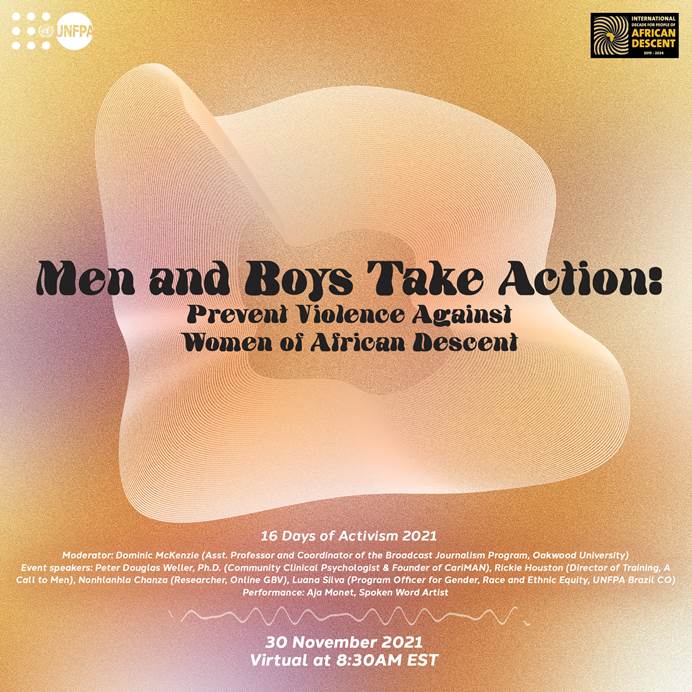 UNFPA
INTERNATIONAL
DECADE FOR PEOPLE OF
AFRICAN
DESCENT
2015 - 2024
Men and Boys Take Action:
Prevent Violence Against
Women of African Descent
16 Days of Activism 2021
Moderator: Dominic McKenzie (Asst. Professor and Coordinator of the Broadcast Journalism Program, Oakwood University)
Event speakers: Peter Douglas Weller, Ph.D. (Community Clinical Psychologist & Founder of CariMAN), Rickie Houston (Director of Training, A
Call to Men), Nonhlanhla Chanza (Researcher, Online GBV), Luana Silva (Program Officer for Gender, Race and Ethnic Equity, UNFPA Brazil CO)
Performance: Aja Monet, Spoken Word Artist
30 November 2021
Virtual at 8:30AM EST